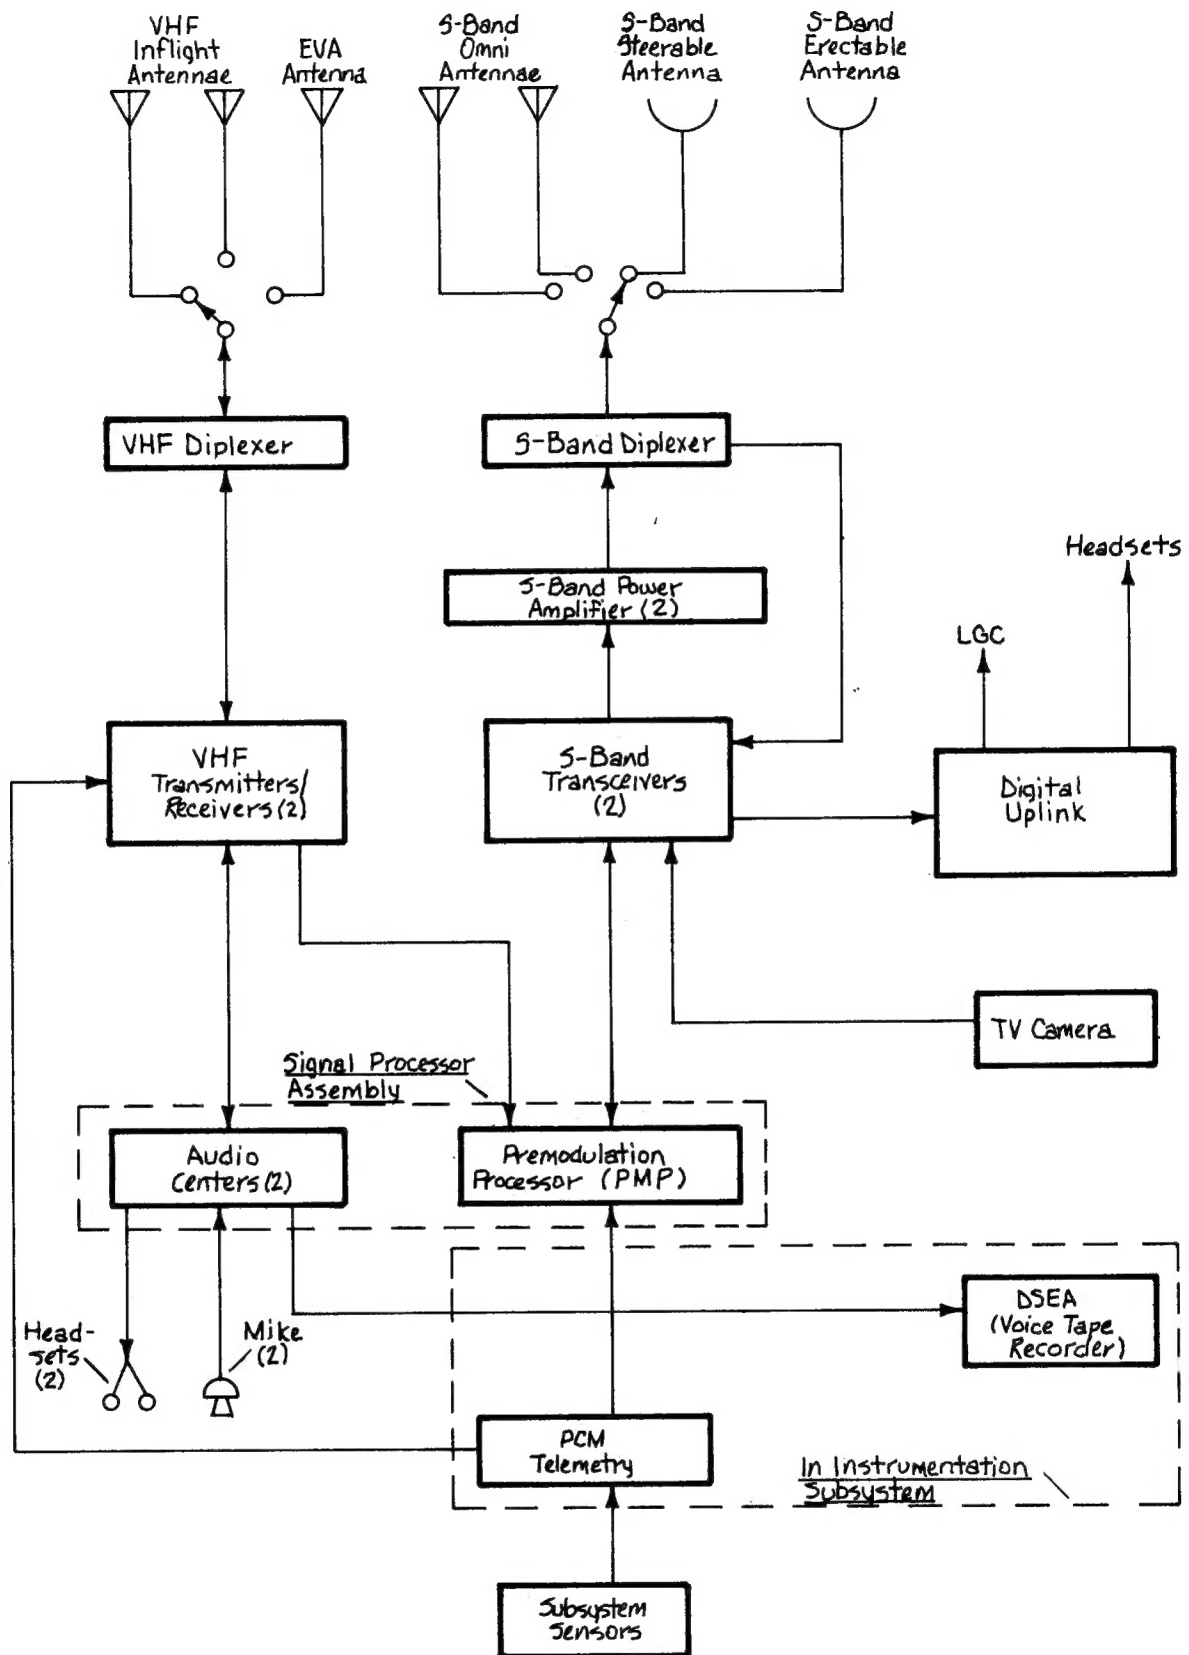 VHF
Inflight
Antennae
EVA
Antenna
S-Band
Omni
Antennae
S-Band
Steerable
Antenna
S-Band
Erectable
Antenna
VHF Diplexer
S-Band Diplexer
Headsets
S-Band Power
Amplifier (2)
LGC
VHF
Transmitters/
Receivers (2)
S-Band
Transceivers
(2)
Digital
Uplink
TV Camera
Signal Processor
Assembly
Audio
Centers (2)
Premodulation
Processor (PMP)
DSEA
(Voice Tape
Recorder)
Head-
sets
(2)
Mike
(2)
PCM
Telemetry
In Instrumentation
Subsystem
Subsystem
Sensors